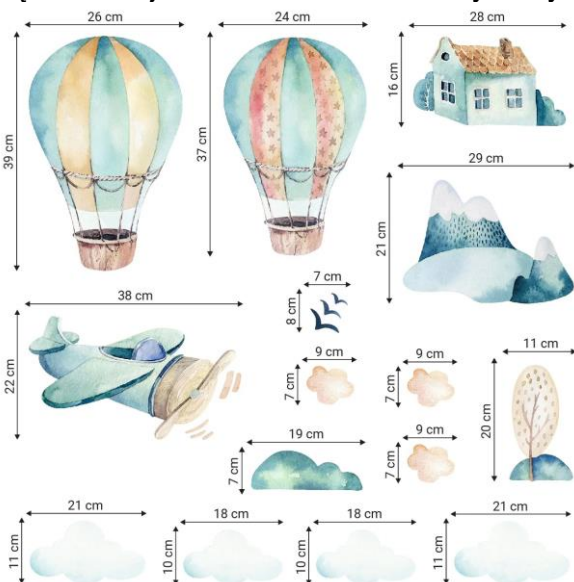 26 cm
24 cm
28 cm
39 cm
37 cm
16 cm
29 cm
21 cm
7 cm
8 cm
38 cm
22 cm
9 cm
7 cm
9 cm
7 cm
11 cm
20 cm
19 cm
7 cm
9 cm
7 cm
21 cm
11 cm
18 cm
10 cm
18 cm
10 cm
21 cm
11 cm